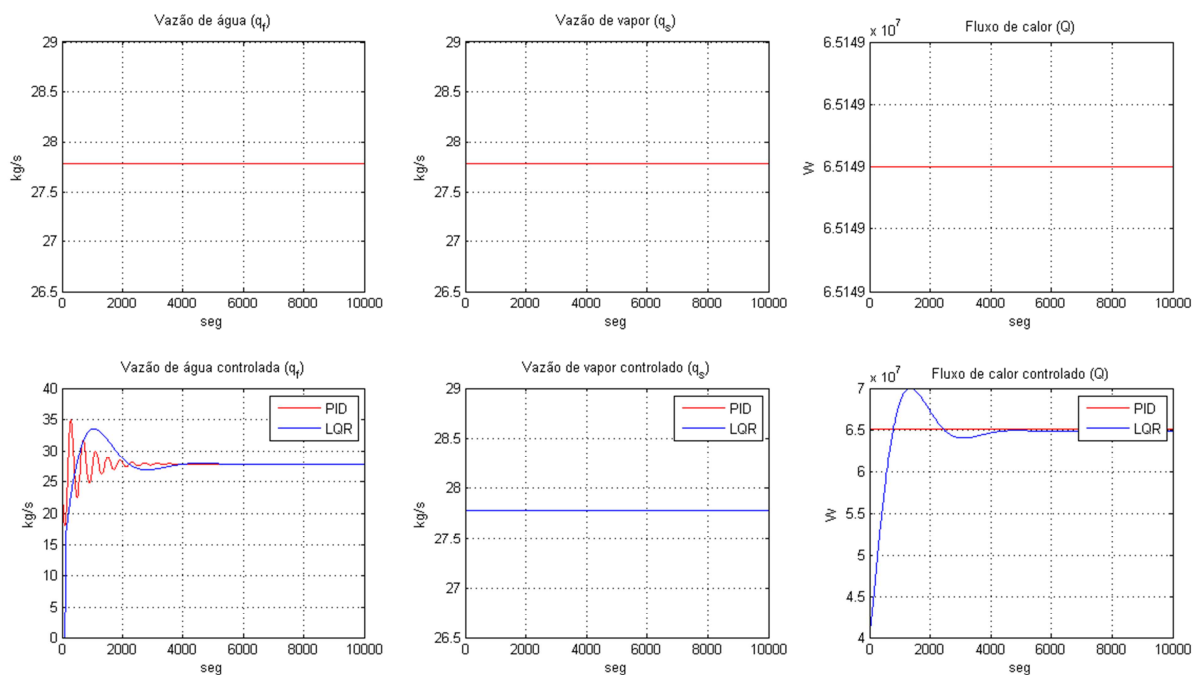 Vazão de água (q_f)
29
28.5
28
27.5
27
26.5
kg/s
0 2000 4000 6000 8000 10000
seg
Vazão de vapor (q_s)
29
28.5
28
27.5
27
26.5
kg/s
0 2000 4000 6000 8000 10000
seg
Fluxo de calor (Q)
x 10^7
6.5149
6.5149
6.5149
6.5149
6.5149
W
0 2000 4000 6000 8000 10000
seg
Vazão de água controlada (q_f)
40
35
30
25
20
15
10
5
0
kg/s
PID
LQR
0 2000 4000 6000 8000 10000
seg
Vazão de vapor controlado (q_s)
29
28.5
28
27.5
27
26.5
kg/s
PID
LQR
0 2000 4000 6000 8000 10000
seg
Fluxo de calor controlado (Q)
x 10^7
7
6.5
6
5.5
5
4.5
4
W
PID
LQR
0 2000 4000 6000 8000 10000
seg